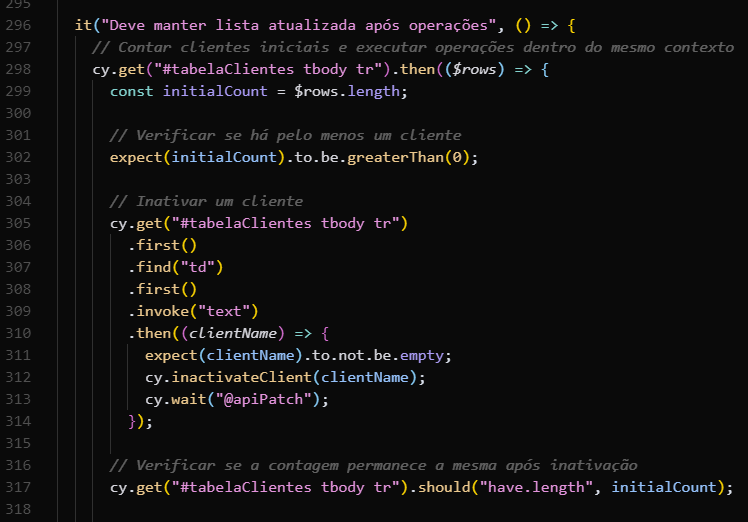 295
296 it("Deve manter lista atualizada após operações", () => {
297 // Contar clientes iniciais e executar operações dentro do mesmo contexto
298 cy.get("#tabelaClientes tbody tr").then(($rows) => {
299 const initialCount = $rows.length;
300
301 // Verificar se há pelo menos um cliente
302 expect(initialCount).to.be.greaterThan(0);
303
304 // Inativar um cliente
305 cy.get("#tabelaClientes tbody tr")
306 .first()
307 .find("td")
308 .first()
309 .invoke("text")
310 .then((clientName) => {
311 expect(clientName).to.not.be.empty;
312 cy.inactivateClient(clientName);
313 cy.wait("@apiPatch");
314 });
315
316 // Verificar se a contagem permanece a mesma após inativação
317 cy.get("#tabelaClientes tbody tr").should("have.length", initialCount);
318